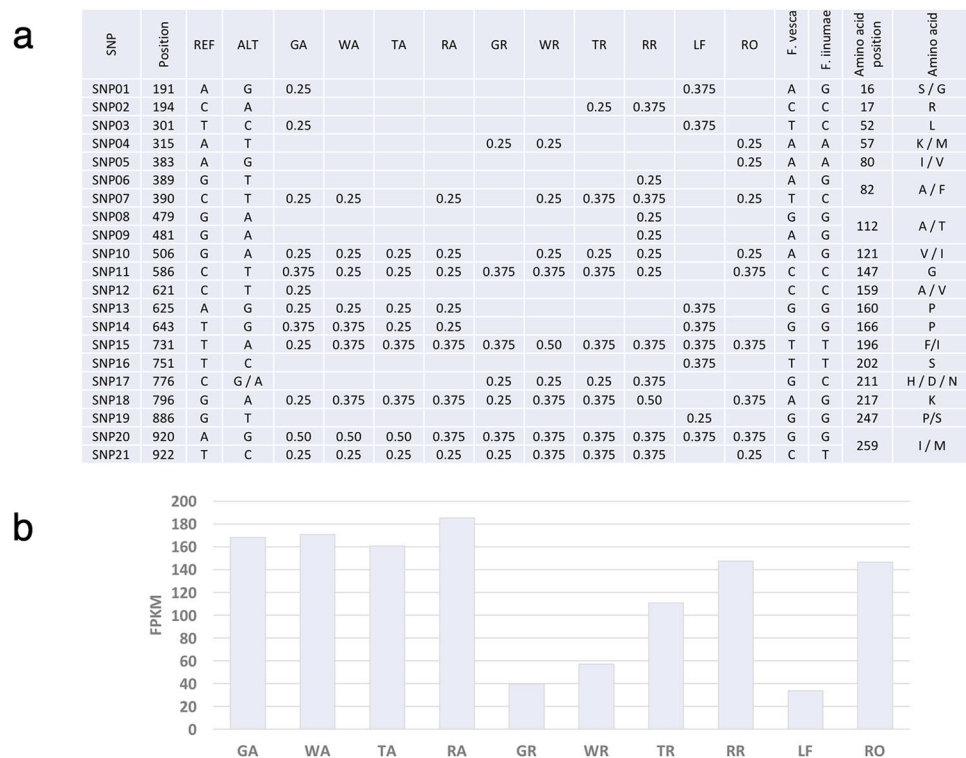 a
SNP Position REF ALT GA WA TA RA GR WR TR RR LF RO F. vesca F. iinumae Amino acid position Amino acid
SNP01 191 A G 0.25 0.375 A G 16 S / G
SNP02 194 C A 0.25 0.375 C C 17 R
SNP03 301 T C 0.25 0.375 T C 52 L
SNP04 315 A T 0.25 0.25 0.25 A A 57 K / M
SNP05 383 A G 0.25 A A 80 I / V
SNP06 389 G T 0.25 A G 82 A / F
SNP07 390 C T 0.25 0.25 0.25 0.25 0.375 0.375 0.25 T C
SNP08 479 G A 0.25 G G 112 A / T
SNP09 481 G A 0.25 A G
SNP10 506 G A 0.25 0.25 0.25 0.25 0.25 0.25 0.25 0.25 A G 121 V / I
SNP11 586 C T 0.375 0.25 0.25 0.25 0.375 0.375 0.375 0.25 0.375 C C 147 G
SNP12 621 C T 0.25 C C 159 A / V
SNP13 625 A G 0.25 0.25 0.25 0.25 0.375 G G 160 P
SNP14 643 T G 0.375 0.375 0.25 0.25 0.375 G G 166 P
SNP15 731 T A 0.25 0.375 0.375 0.375 0.375 0.50 0.375 0.375 0.375 0.375 T T 196 F/I
SNP16 751 T C 0.375 T T 202 S
SNP17 776 C G / A 0.25 0.25 0.25 0.375 G C 211 H / D / N
SNP18 796 G A 0.25 0.375 0.375 0.375 0.25 0.375 0.375 0.50 0.375 A G 217 K
SNP19 886 G T 0.25 G G 247 P/S
SNP20 920 A G 0.50 0.50 0.50 0.375 0.375 0.375 0.375 0.375 0.375 0.375 G G 259 I / M
SNP21 922 T C 0.25 0.25 0.25 0.25 0.25 0.375 0.375 0.375 0.25 C T
b
200
180
160
140
120
100
80
60
40
20
0
FPKM
GA WA TA RA GR WR TR RR LF RO